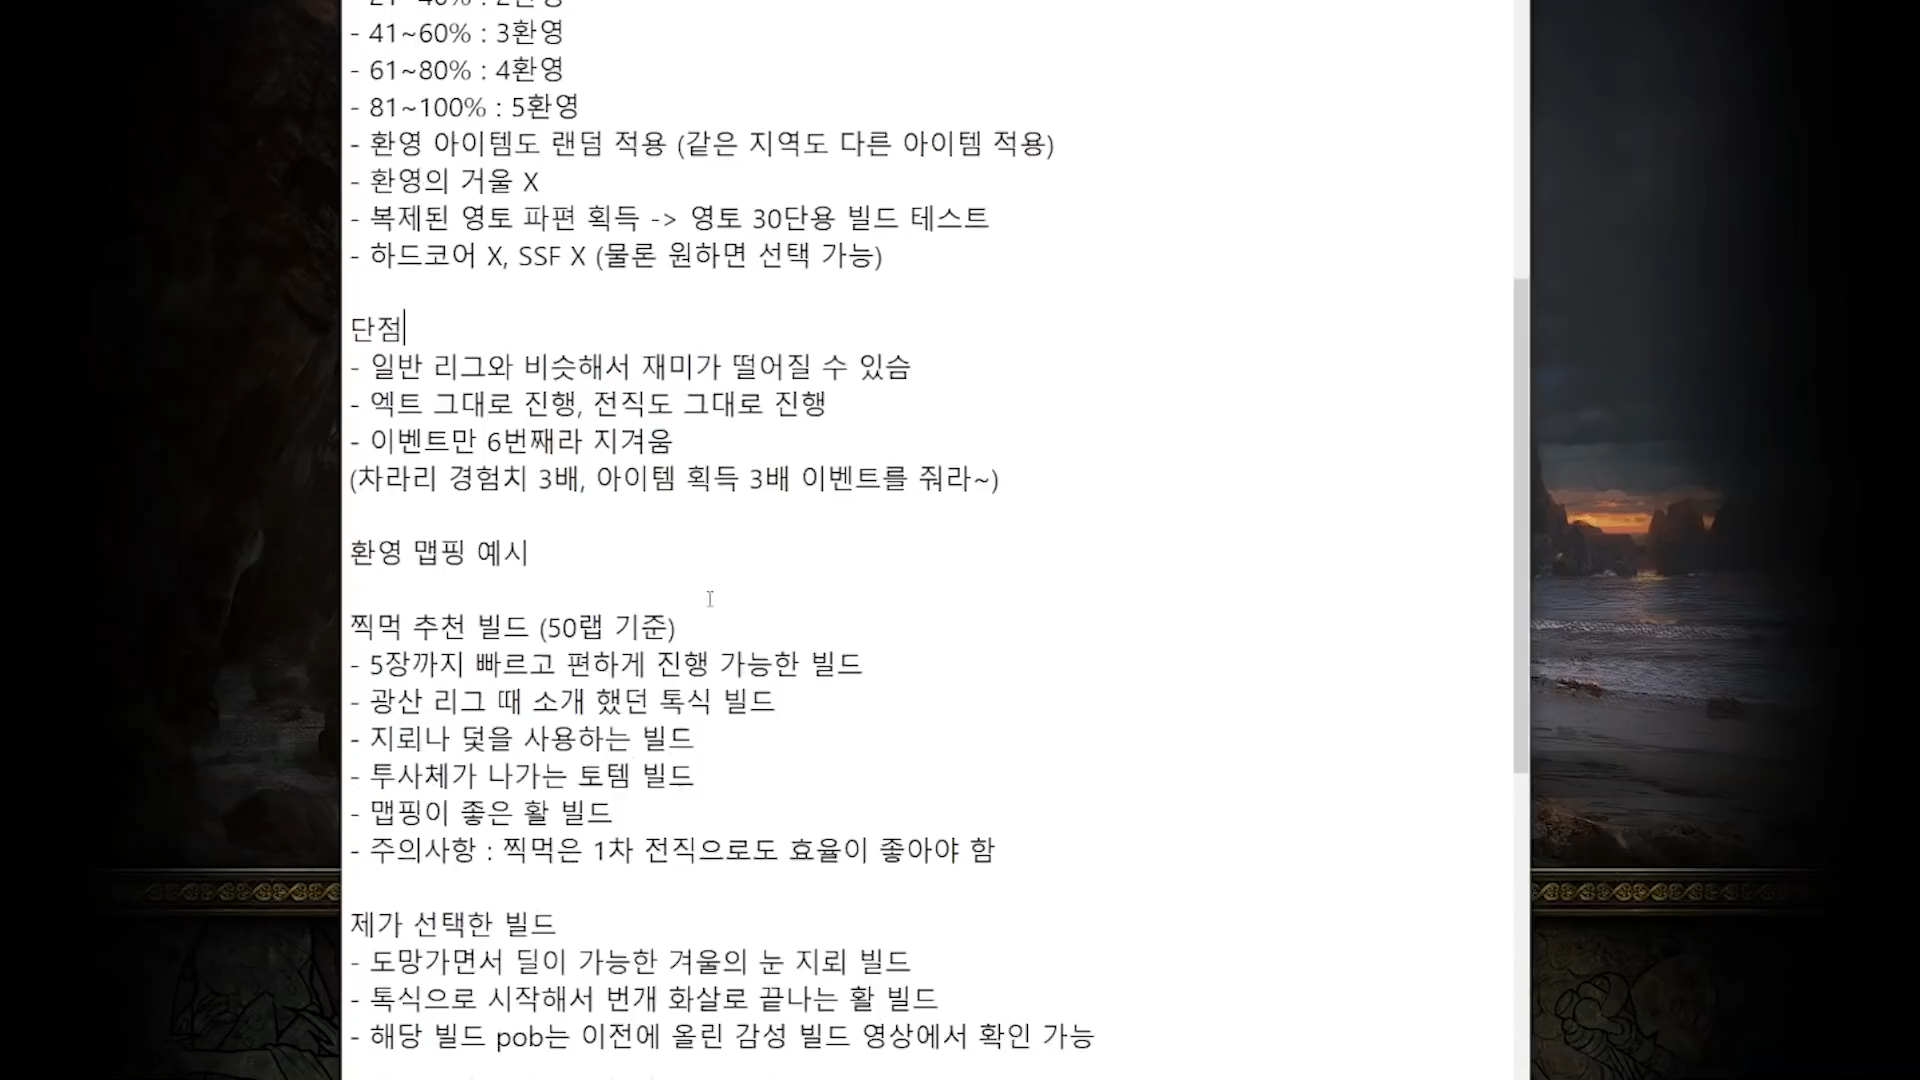 - 21~40% : 2환영
- 41~60% : 3환영
- 61~80% : 4환영
- 81~100% : 5환영
- 환영 아이템도 랜덤 적용 (같은 지역도 다른 아이템 적용)
- 환영의 거울 X
- 복제된 영토 파편 획득 -> 영토 30단용 빌드 테스트
- 하드코어 X, SSF X (물론 원하면 선택 가능)
단점
- 일반 리그와 비슷해서 재미가 떨어질 수 있슴
- 엑트 그대로 진행, 전직도 그대로 진행
- 이벤트만 6번째라 지겨움
(차라리 경험치 3배, 아이템 획득 3배 이벤트를 줘라~)
환영 맵핑 예시
찍먹 추천 빌드 (50랩 기준)
- 5장까지 빠르고 편하게 진행 가능한 빌드
- 광산 리그 때 소개 했던 톡식 빌드
- 지뢰나 덫을 사용하는 빌드
- 투사체가 나가는 토템 빌드
- 맵핑이 좋은 활 빌드
- 주의사항 : 찍먹은 1차 전직으로도 효율이 좋아야 함
제가 선택한 빌드
- 도망가면서 딜이 가능한 겨울의 눈 지뢰 빌드
- 톡식으로 시작해서 번개 화살로 끝나는 활 빌드
- 해당 빌드 pob는 이전에 올린 감성 빌드 영상에서 확인 가능